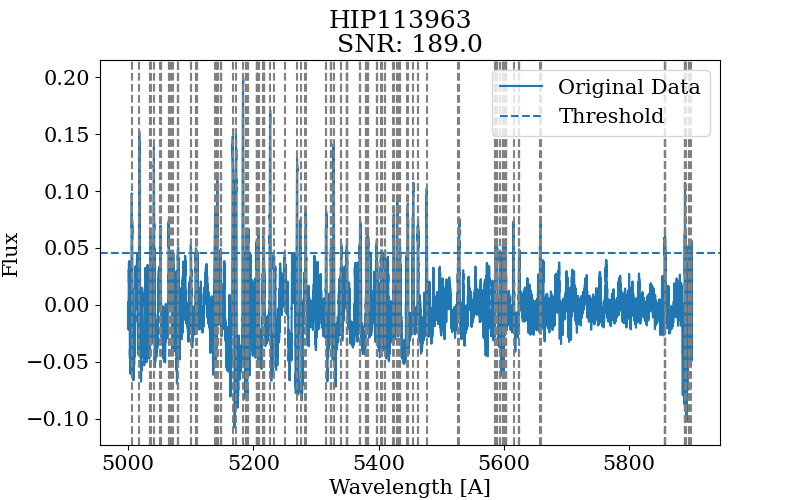 HIP113963
SNR: 189.0
Original Data
Threshold
0.20
0.15
0.10
0.05
0.00
−0.05
−0.10
Flux
5000 5200 5400 5600 5800
Wavelength [A]